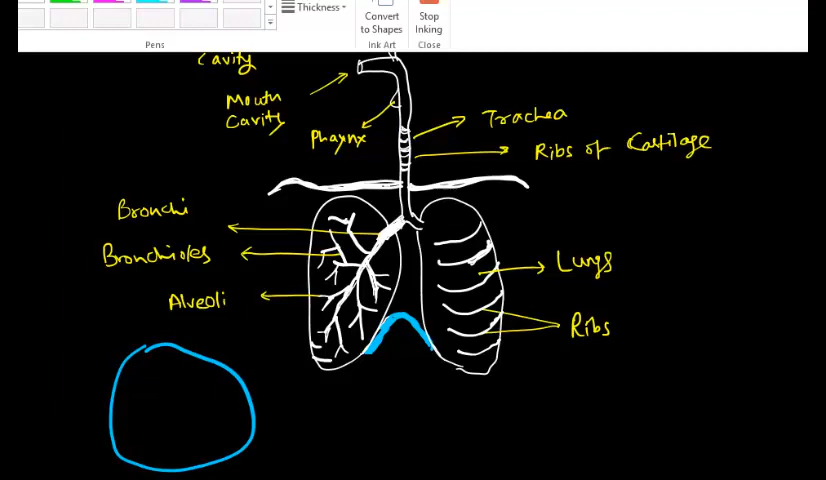 Thickness
Convert
to Shapes
Stop
Inking
Pens
Ink Art
Close
Cavity
Mouth
Cavity
Phaynx
Trachea
Ribs of Cartilage
Bronchi
Bronchioles
Alveoli
Lungs
Ribs